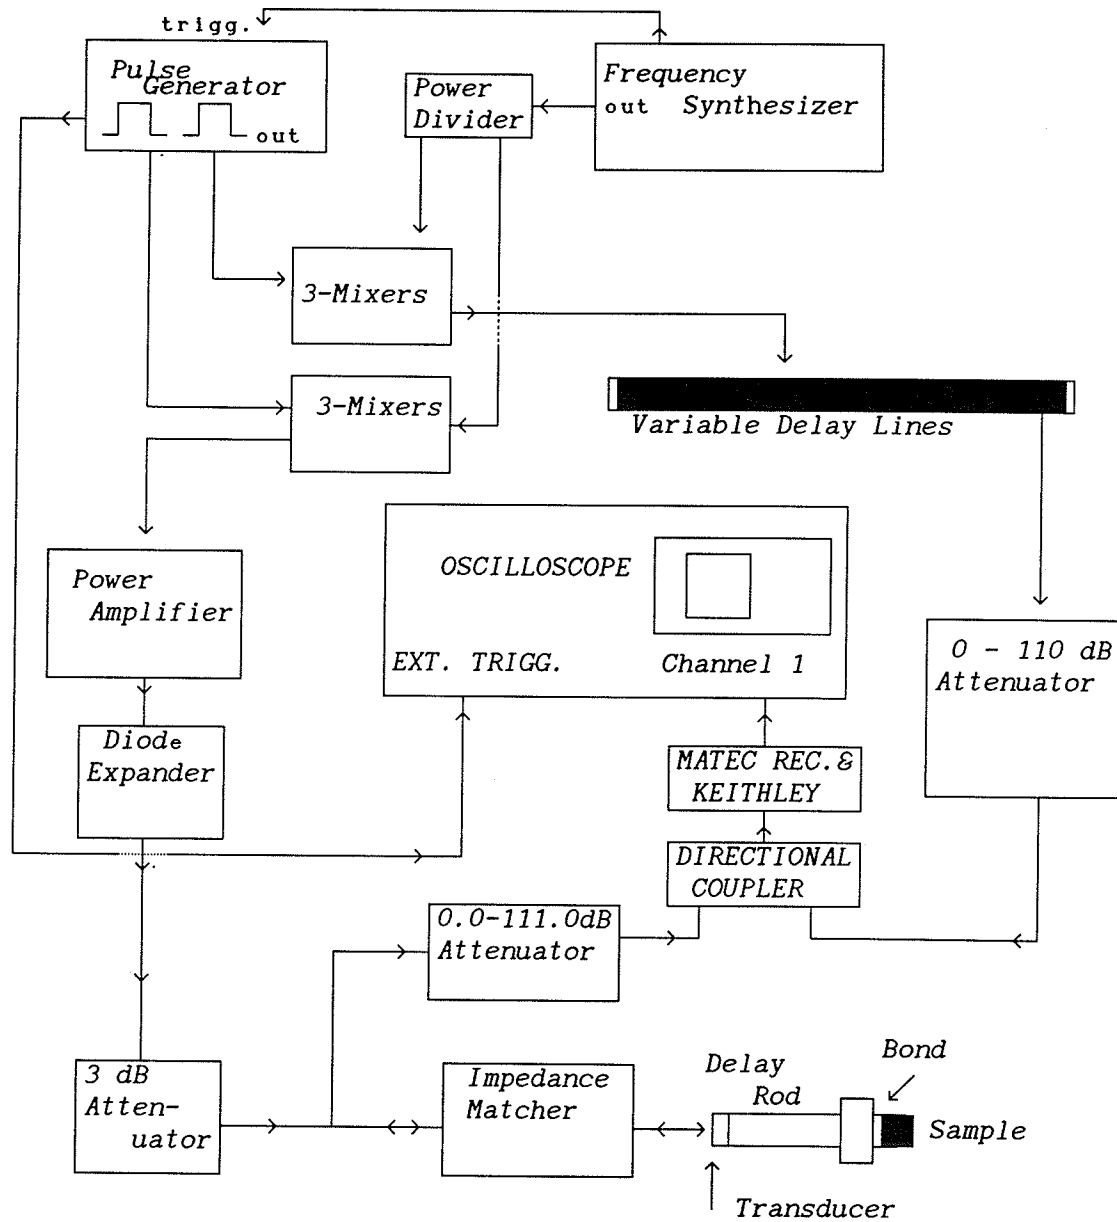 trigg.
Pulse
Generator
out
Power
Divider
Frequency
out Synthesizer
3-Mixers
3-Mixers
Variable Delay Lines
Power
Amplifier
OSCILLOSCOPE
EXT. TRIGG. Channel 1
0 - 110 dB
Attenuator
Diode
Expander
MATEC REC.&
KEITHLEY
DIRECTIONAL
COUPLER
0.0-111.0dB
Attenuator
3 dB
Atten-
uator
Impedance
Matcher
Delay
Rod
Bond
Sample
Transducer